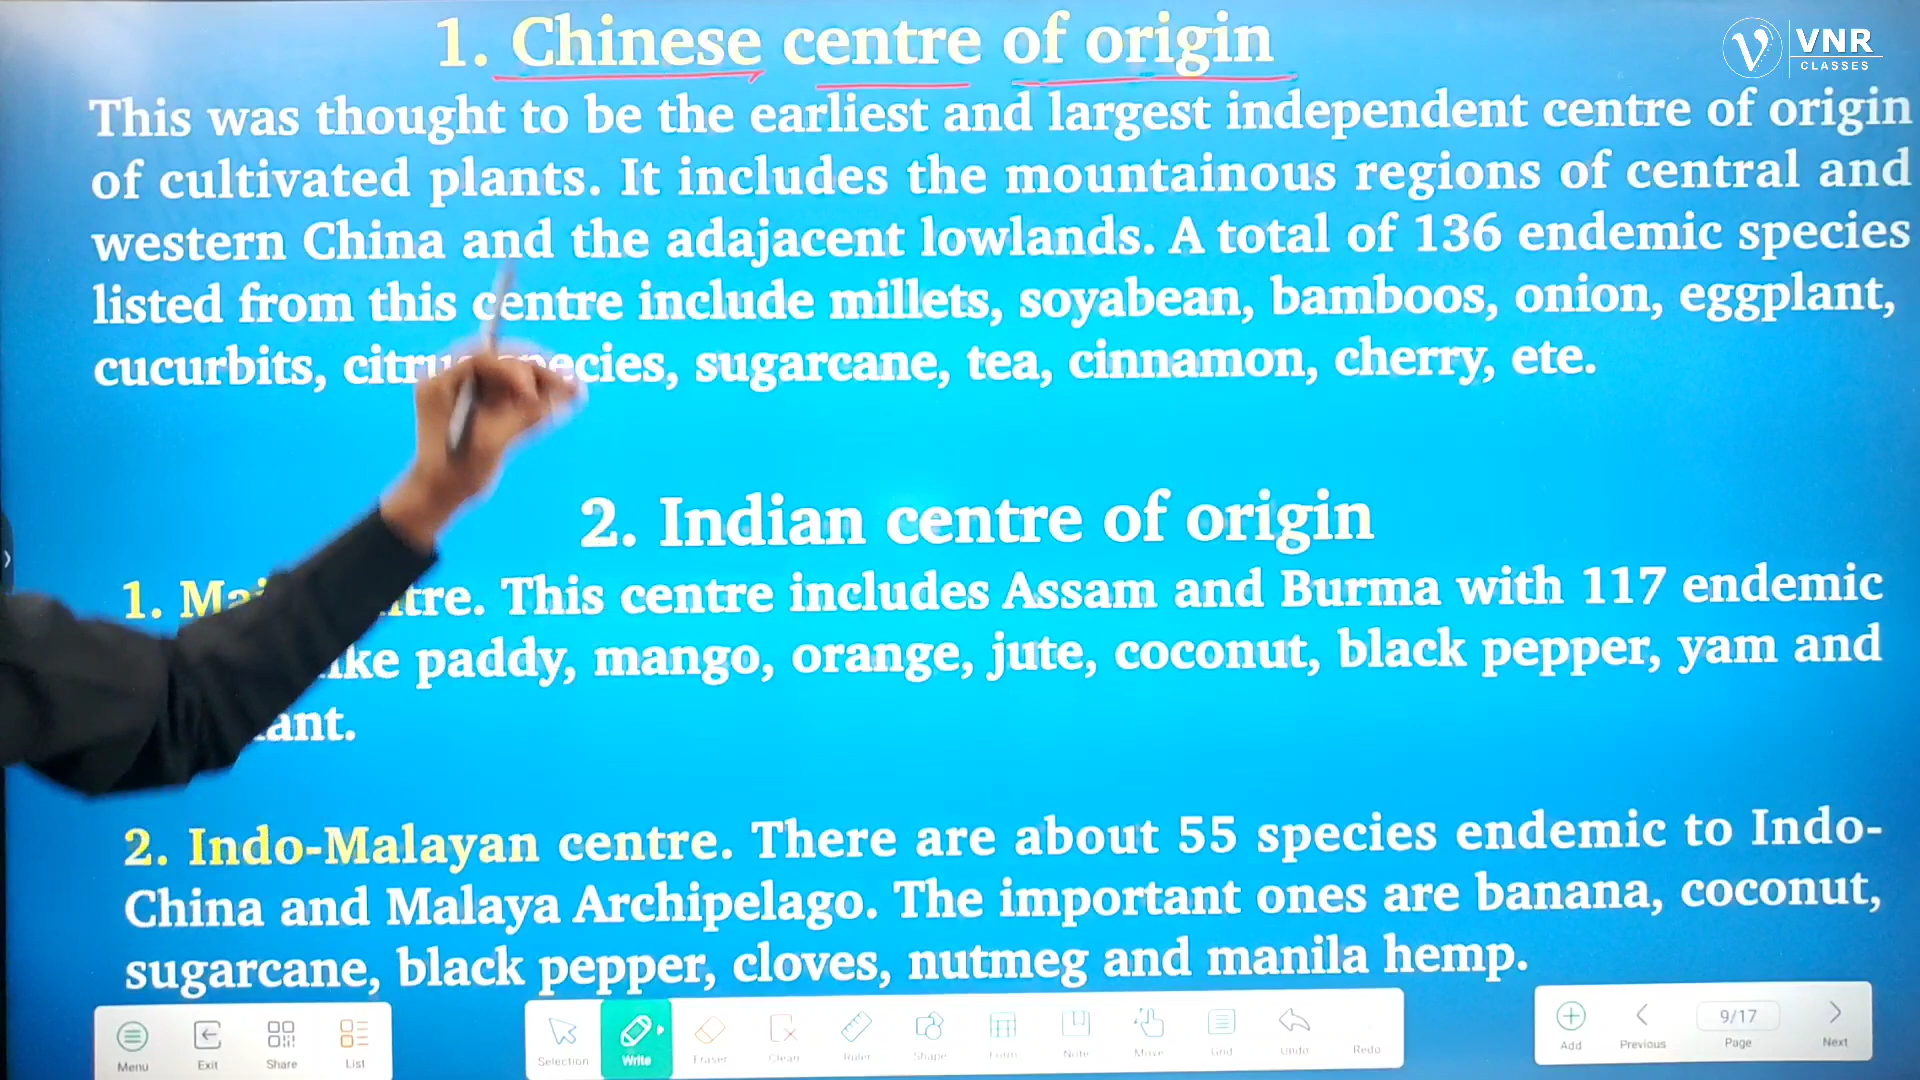 1. Chinese centre of origin
VNR
CLASSES
This was thought to be the earliest and largest independent centre of origin
of cultivated plants. It includes the mountainous regions of central and
western China and the adajacent lowlands. A total of 136 endemic species
listed from this centre include millets, soyabean, bamboos, onion, eggplant,
cucurbits, citrus species, sugarcane, tea, cinnamon, cherry, ete.
2. Indian centre of origin
1. This centre includes Assam and Burma with 117 endemic
paddy, mango, orange, jute, coconut, black pepper, yam and
2. Indo-Malayan centre. There are about 55 species endemic to Indo-
China and Malaya Archipelago. The important ones are banana, coconut,
sugarcane, black pepper, cloves, nutmeg and manila hemp.
Menu Exit Share List Selection Write Eraser Clean Ruler Shape Form Note Move Grid Undo Redo Add Previous 9/17 Page Next